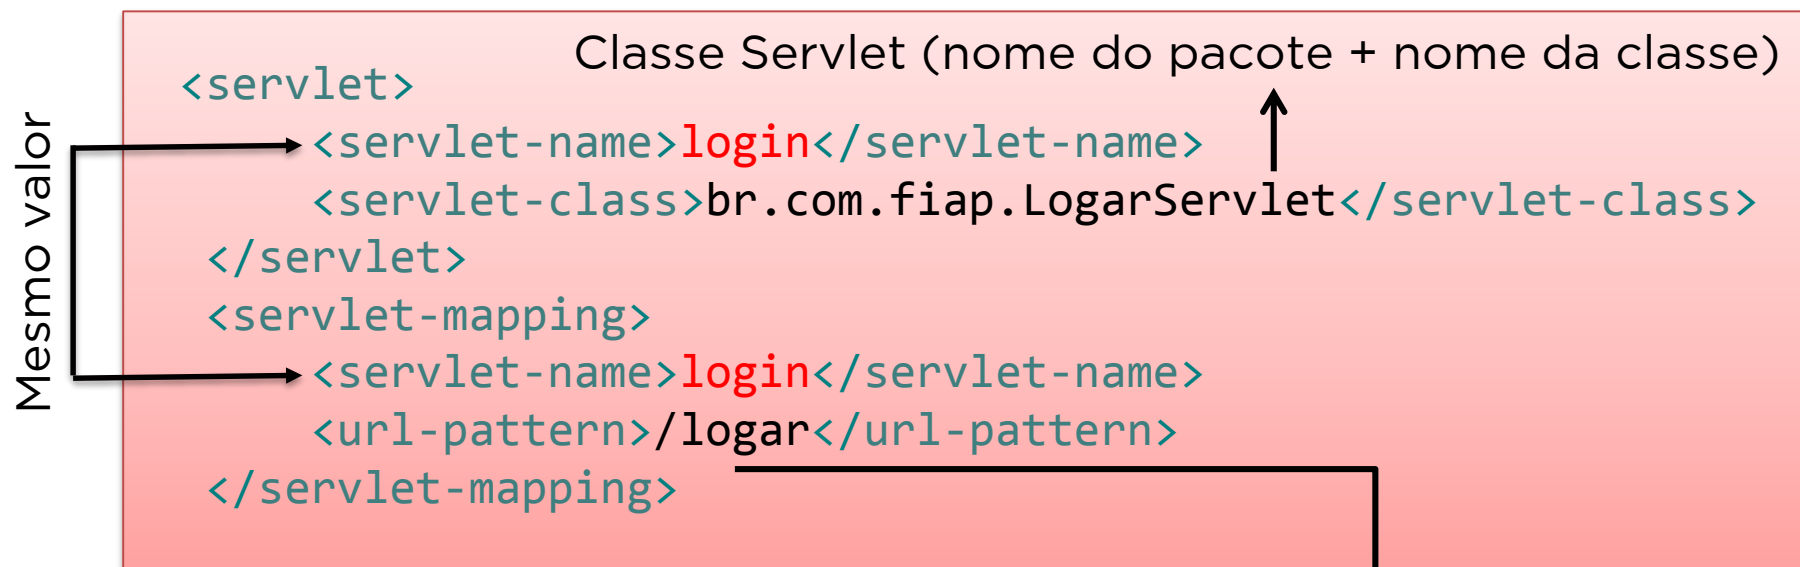 Classe Servlet (nome do pacote + nome da classe)
<servlet>
<servlet-name>login</servlet-name>
<servlet-class>br.com.fiap.LogarServlet</servlet-class>
</servlet>
<servlet-mapping>
<servlet-name>login</servlet-name>
<url-pattern>/logar</url-pattern>
</servlet-mapping>
Mesmo valor